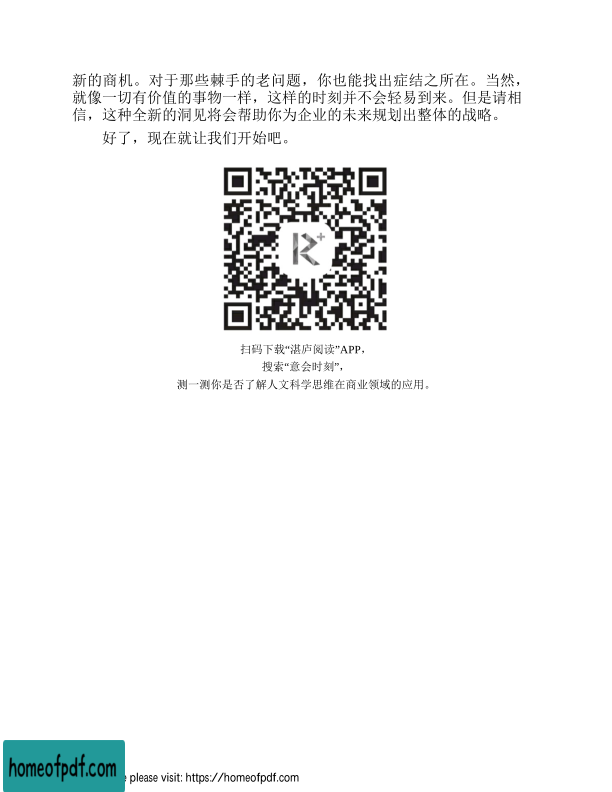 新的商机。对于那些棘手的老问题，你也能找出症结之所在。当然，
就像一切有价值的事物一样，这样的时刻并不会轻易到来。但是请相
信，这种全新的洞见将会帮助你为企业的未来规划出整体的战略。
好了，现在就让我们开始吧。
R+
扫码下载“湛庐阅读”APP，
搜索“意会时刻”，
测一测你是否了解人文科学思维在商业领域的应用。
homeofpdf.com
please visit: https://homeofpdf.com